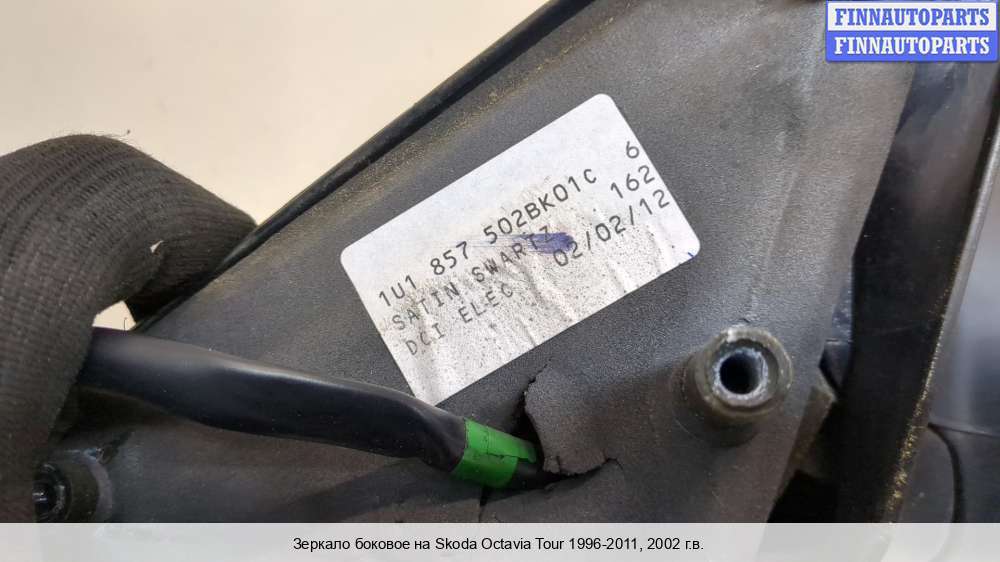 FINNAUTOPARTS
FINNAUTOPARTS
1U1 857 502BK01C 6
SATIN SWARTZ 162
DCI ELEC 02/02/12
Зеркало боковое на Skoda Octavia Tour 1996-2011, 2002 г.в.